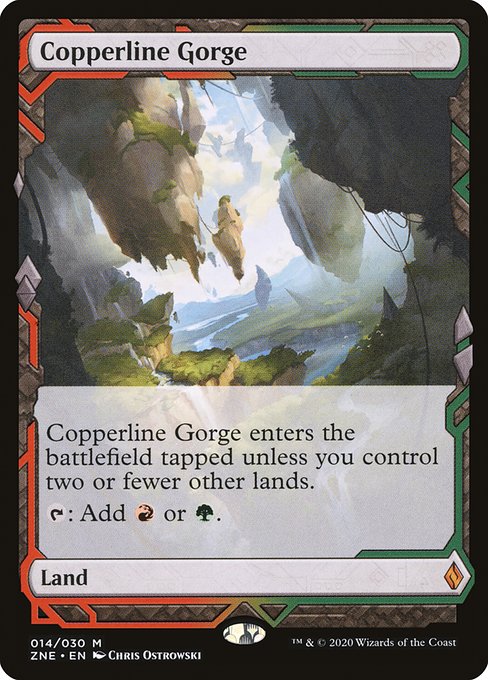 Copperline Gorge
Copperline Gorge enters the
battlefield tapped unless you control
two or fewer other lands.
: Add or .
Land
014/030 M
ZNE • EN Chris Ostrowski
™ & © 2020 Wizards of the Coast